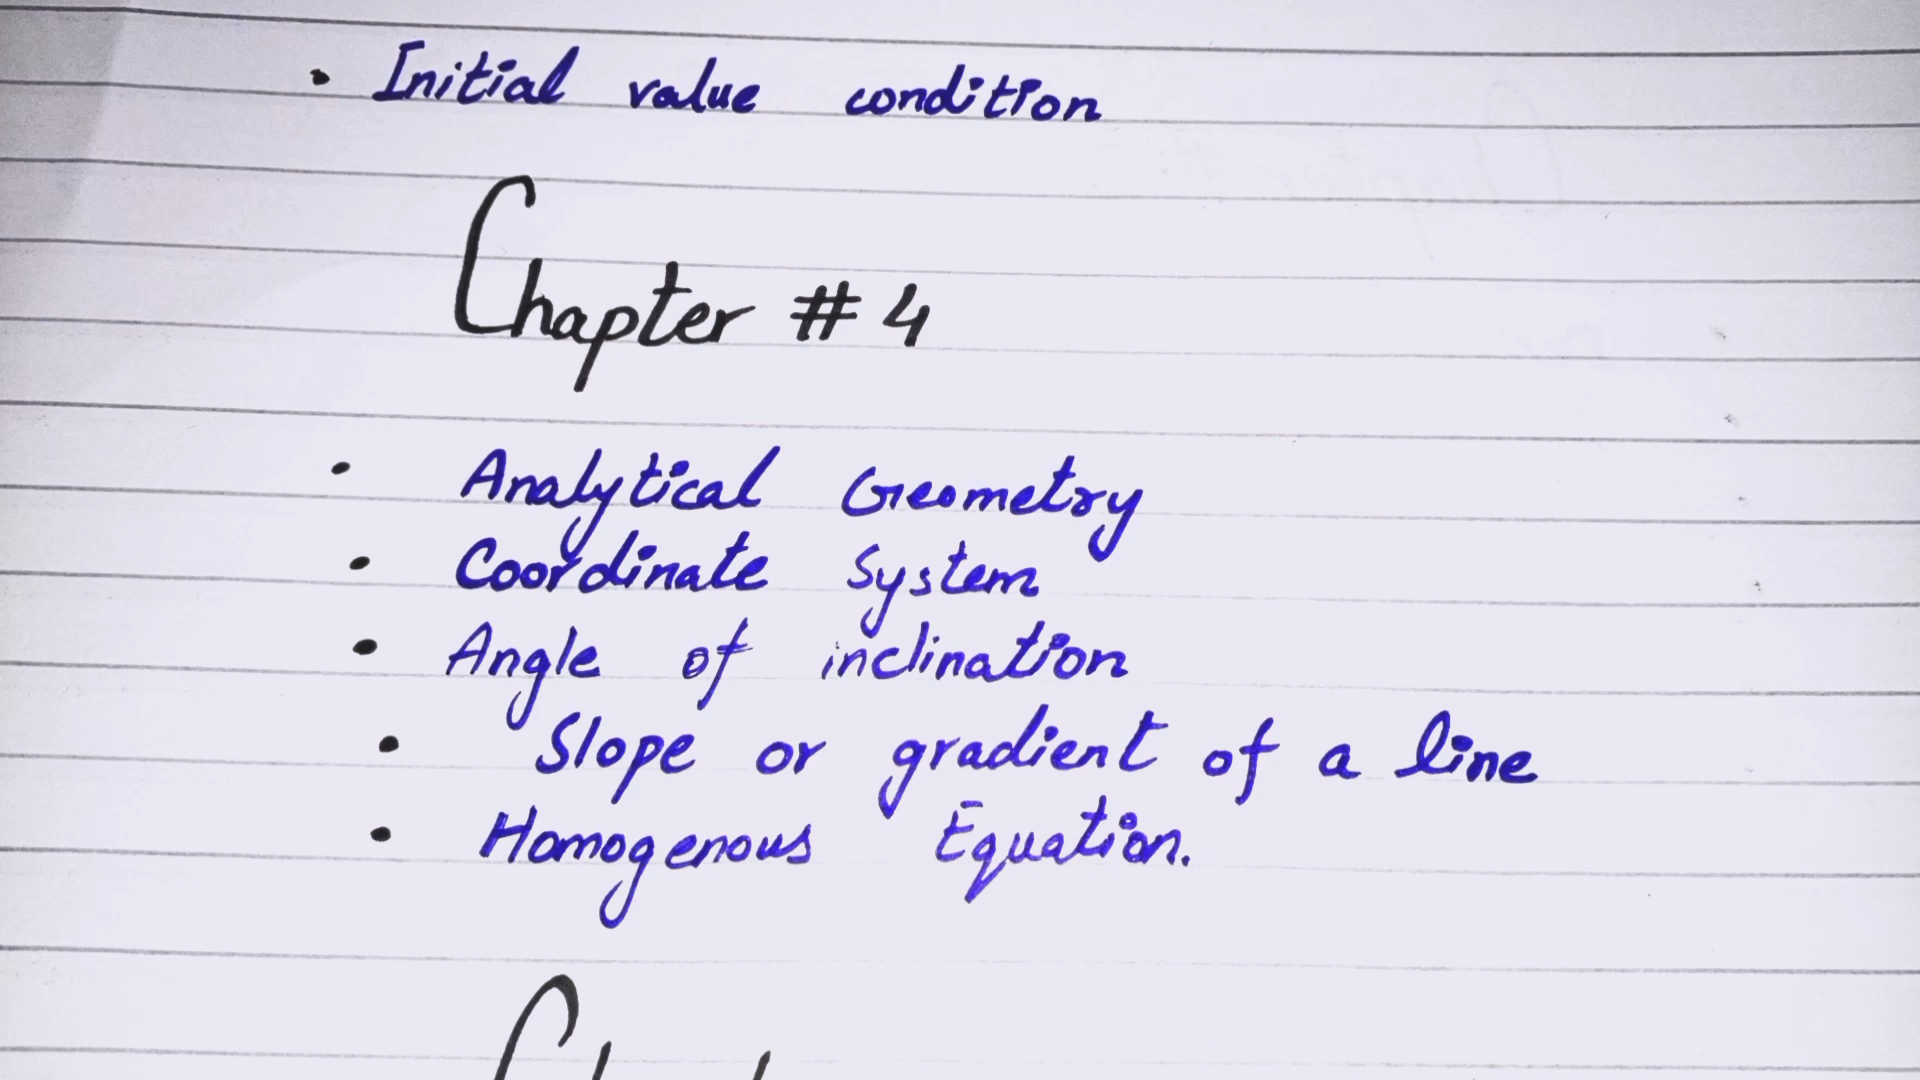 • Initial value condition
Chapter # 4
• Analytical Geometry
• Coordinate System
• Angle of inclination
• Slope or gradient of a line
• Homogenous Equation.